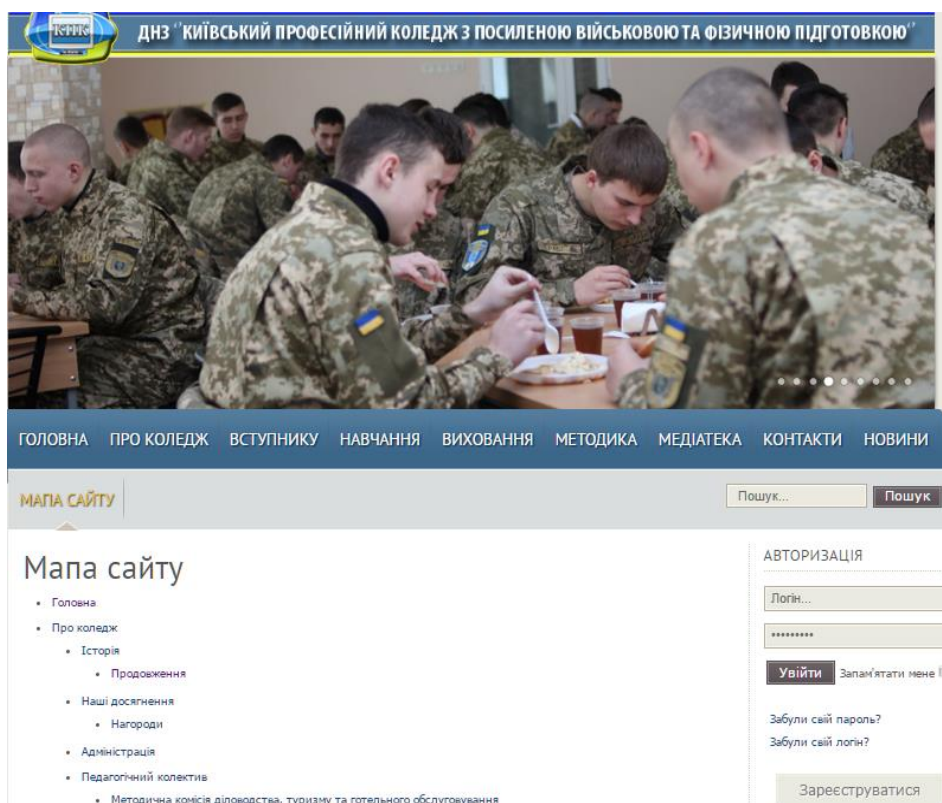 КПК
ДНЗ "КИЇВСЬКИЙ ПРОФЕСІЙНИЙ КОЛЕДЖ З ПОСИЛЕНОЮ ВІЙСЬКОВОЮ ТА ФІЗИЧНОЮ ПІДГОТОВКОЮ"
ГОЛОВНА ПРО КОЛЕДЖ ВСТУПНИКУ НАВЧАННЯ ВИХОВАННЯ МЕТОДИКА МЕДІАТЕКА КОНТАКТИ НОВИНИ
МАПА САЙТУ Пошук... Пошук
Мапа сайту
• Головна
• Про коледж
• Історія
• Продовження
• Наші досягнення
• Нагороди
• Адміністрація
• Педагогічний колектив
• Методична комісія діловодства, туризму та готельного обслуговування
АВТОРИЗАЦІЯ
Логін...
•••••••••
Увійти Запам'ятати мене
Забули свій пароль?
Забули свій логін?
Зареєструватися